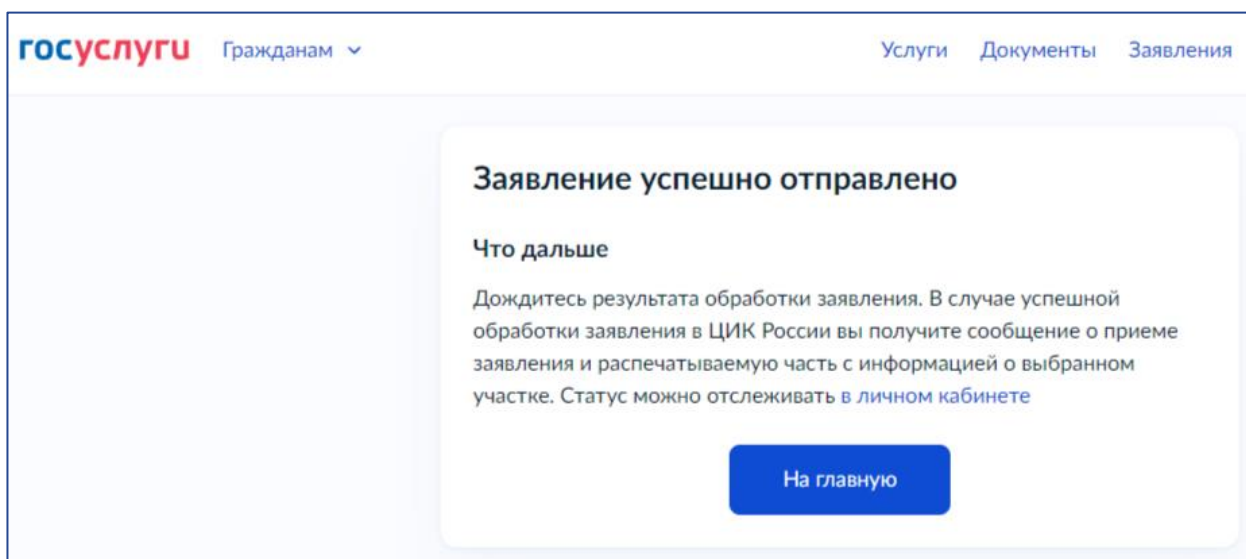 госуслуги Гражданам Услуги Документы Заявления
Заявление успешно отправлено
Что дальше
Дождитесь результата обработки заявления. В случае успешной
обработки заявления в ЦИК России вы получите сообщение о приеме
заявления и распечатываемую часть с информацией о выбранном
участке. Статус можно отслеживать в личном кабинете
На главную